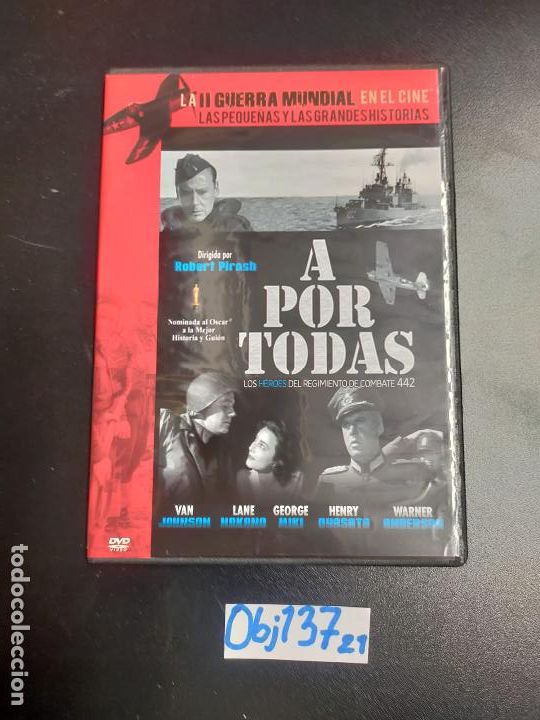 LA II GUERRA MUNDIAL EN EL CINE
LAS PEQUEÑAS Y LAS GRANDES HISTORIAS
Dirigida por
Robert Pirosh
Nominada al Oscar®
a la Mejor
Historia y Guión
A
POR
TODAS
LOS HÉROES DEL REGIMIENTO DE COMBATE 442
VAN JOHNSON
LANE NAKANO
GEORGE MIKI
HENRY OYASATO
WARNER ANDERSON
DVD
VIDEO
Obj137 21
todocoleccion